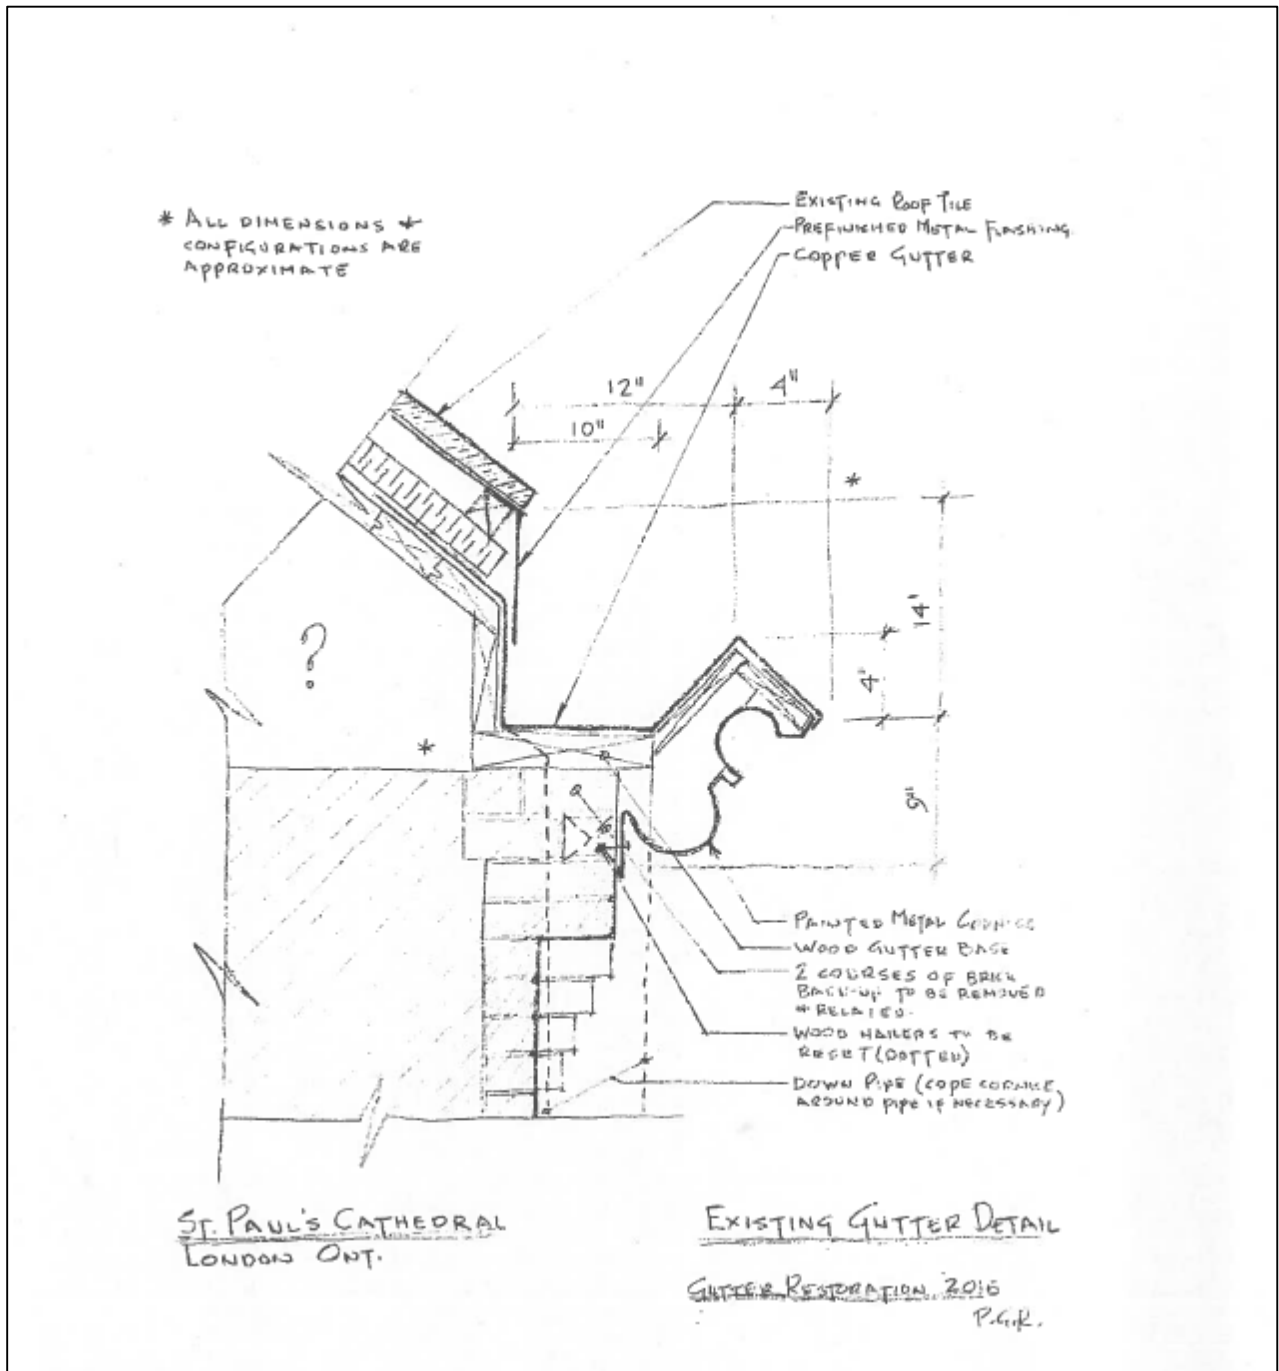 * ALL DIMENSIONS &
CONFIGURATIONS ARE
APPROXIMATE
EXISTING ROOF TILE
PREFINISHED METAL FLASHING
COPPER GUTTER
12"
4"
10"
*
14"
4"
?
*
9"
PAINTED METAL CORNICE
WOOD GUTTER BASE
2 COURSES OF BRICK
BACK-UP TO BE REMOVED
& RELAIED.
WOOD NAILERS TO BE
RESET (DOTTED)
DOWN PIPE (COPE CORNICE
AROUND PIPE IF NECESSARY)
ST. PAUL'S CATHEDRAL
LONDON ONT.
EXISTING GUTTER DETAIL
GUTTER RESTORATION
P.G.R.